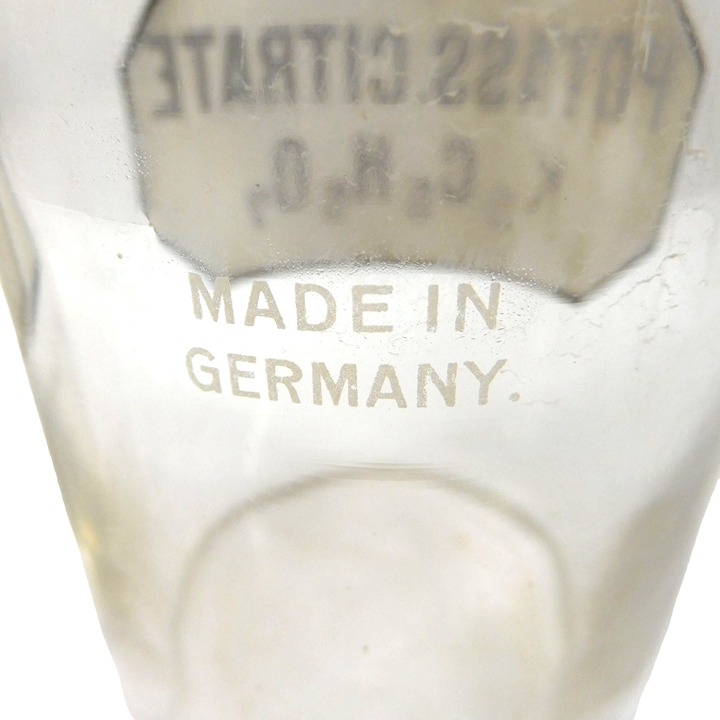 POTASS. CITRATE
K₃C₆H₅O₇
MADE IN
GERMANY.